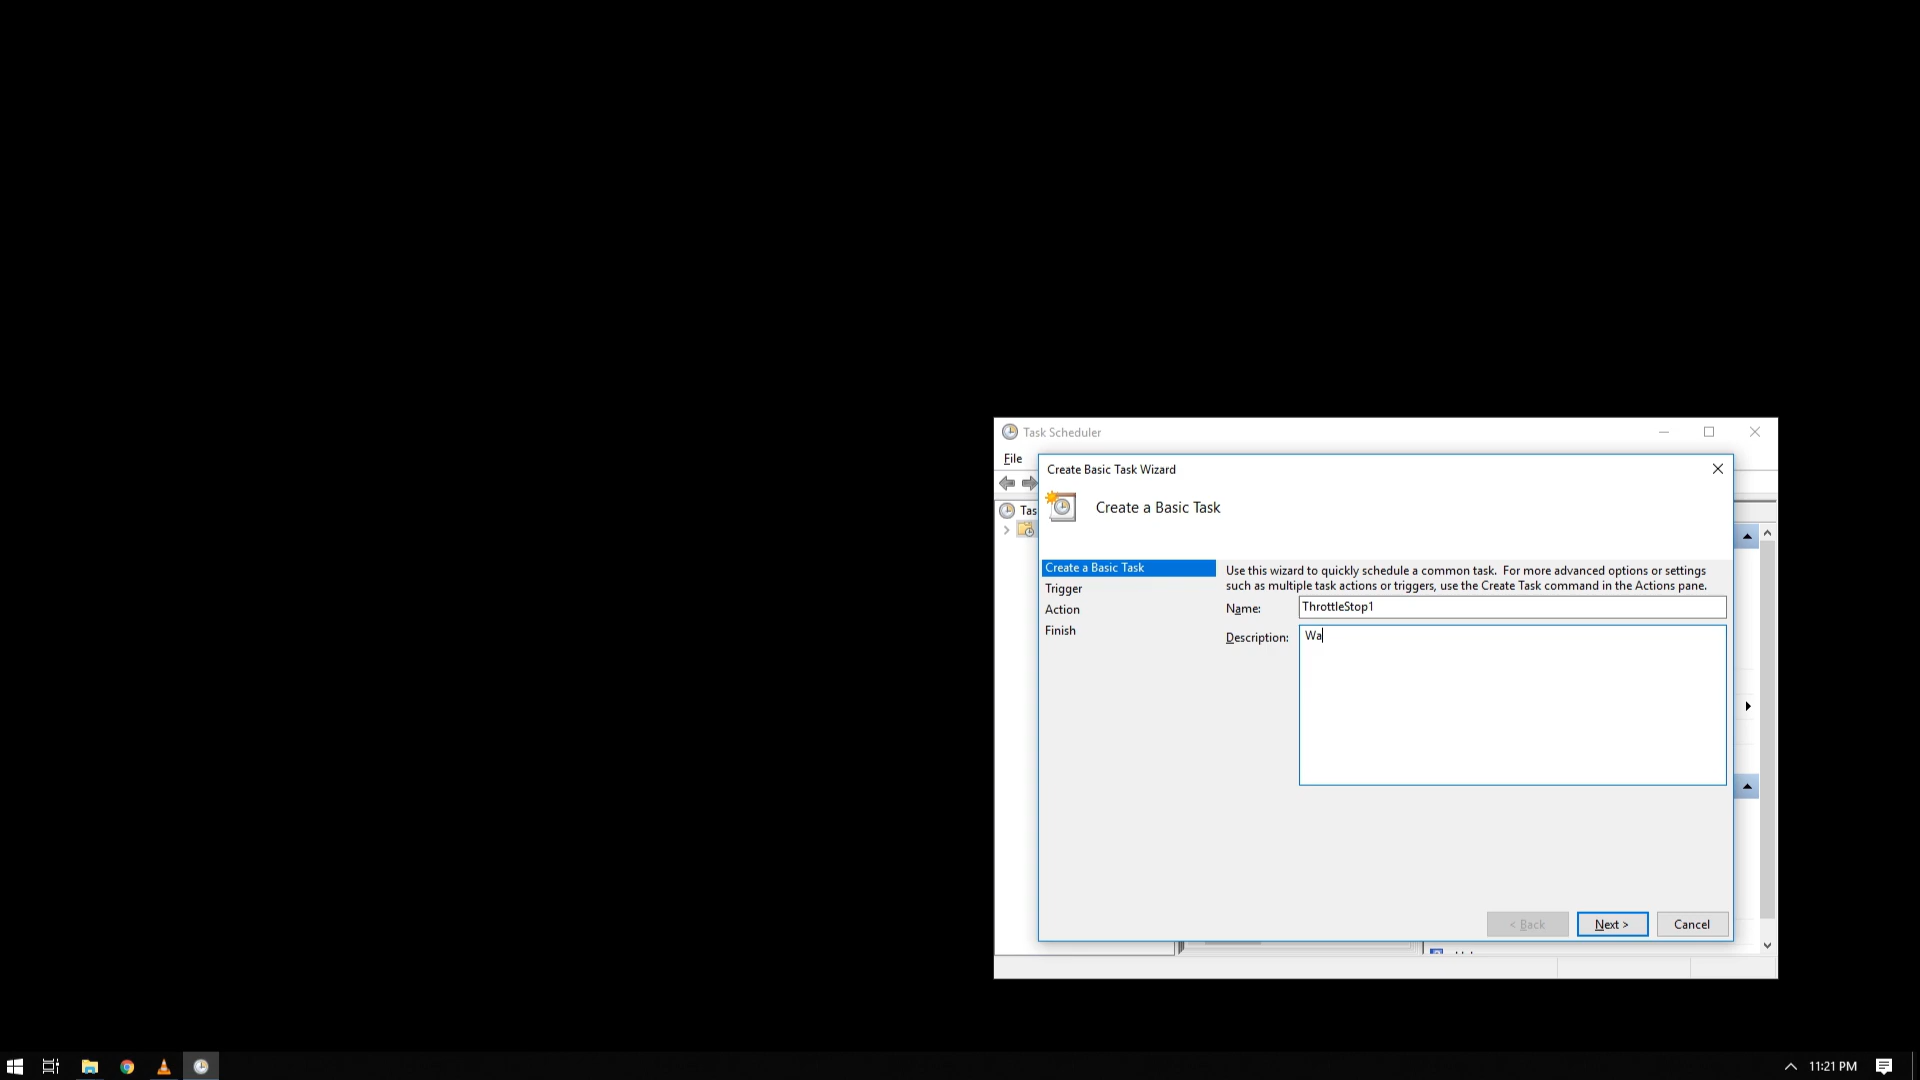 Task Scheduler
File
Create Basic Task Wizard
Create a Basic Task
Tas
Create a Basic Task
Trigger
Action
Finish
Use this wizard to quickly schedule a common task.  For more advanced options or settings
such as multiple task actions or triggers, use the Create Task command in the Actions pane.
Name: ThrottleStop1
Description: Wa
< Back Next > Cancel
11:21 PM